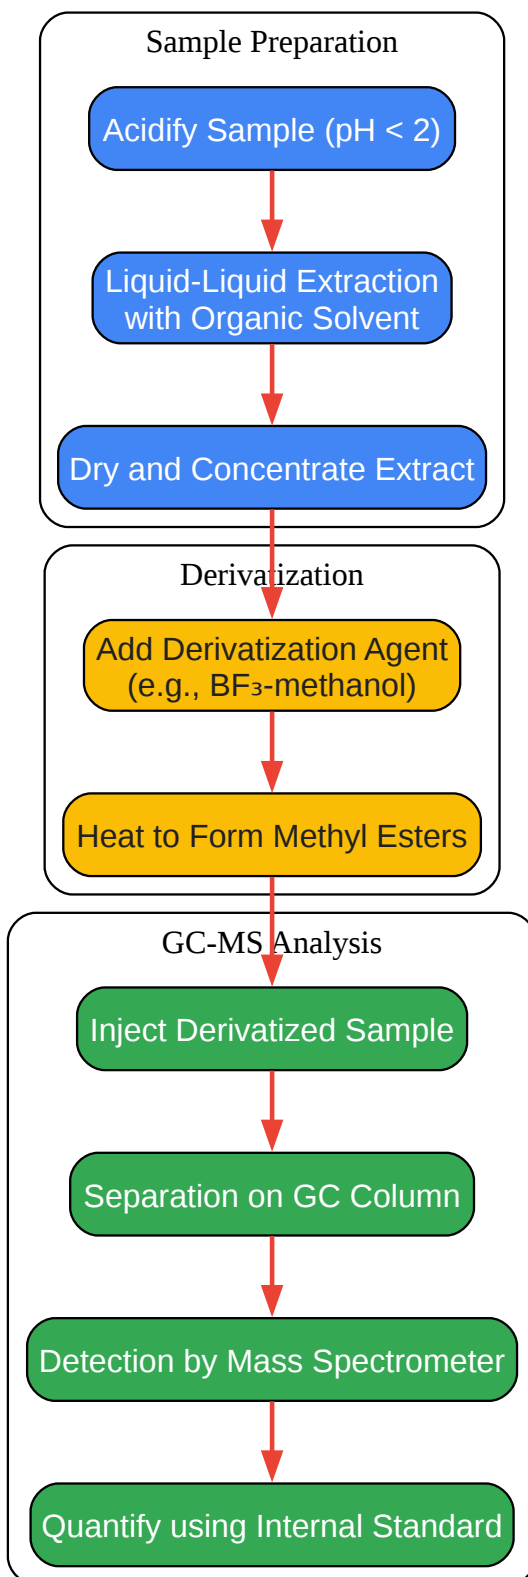 Sample Preparation
Acidify Sample (pH < 2)
Liquid-Liquid Extraction
with Organic Solvent
Dry and Concentrate Extract
Derivatization
Add Derivatization Agent
(e.g., BF₃-methanol)
Heat to Form Methyl Esters
GC-MS Analysis
Inject Derivatized Sample
Separation on GC Column
Detection by Mass Spectrometer
Quantify using Internal Standard